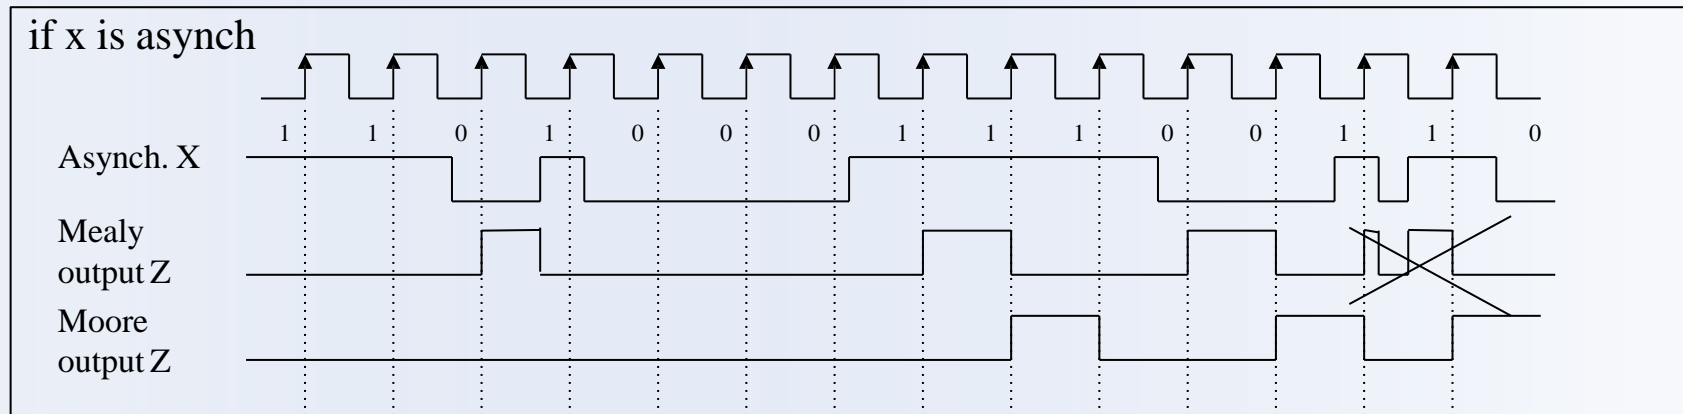 if x is asynch
1 1 0 1 0 0 0 1 1 1 0 0 1 1 0
Asynch. X
Mealy
output Z
Moore
output Z